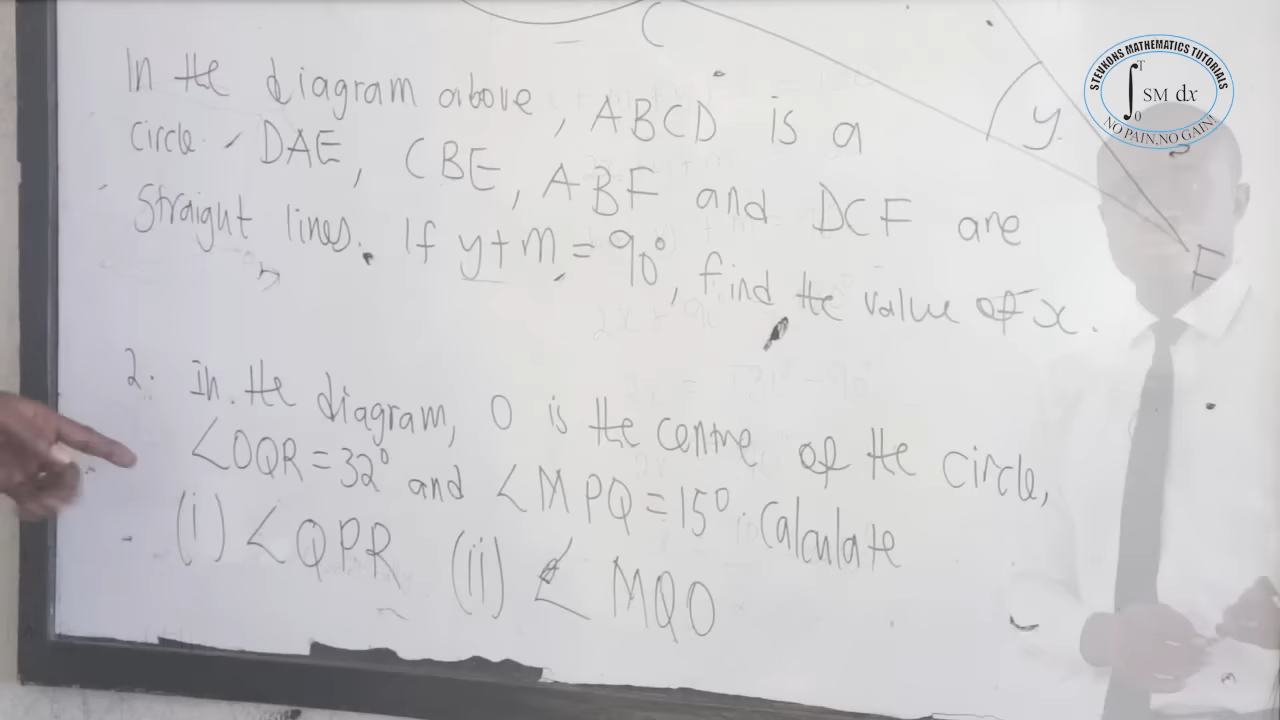 C
In the diagram above, ABCD is a
circle. DAE, CBE, ABF and DCF are
straight lines. If y+m = 90°, find the value of x.
y
F
2. In the diagram, O is the centre of the circle,
∠OQR = 32° and ∠MPQ = 15°. Calculate
(i) ∠QPR (ii) ∠ MQO
STEUKONS MATHEMATICS TUTORIALS
∫₀ᵀ SM dx
NO PAIN, NO GAIN!